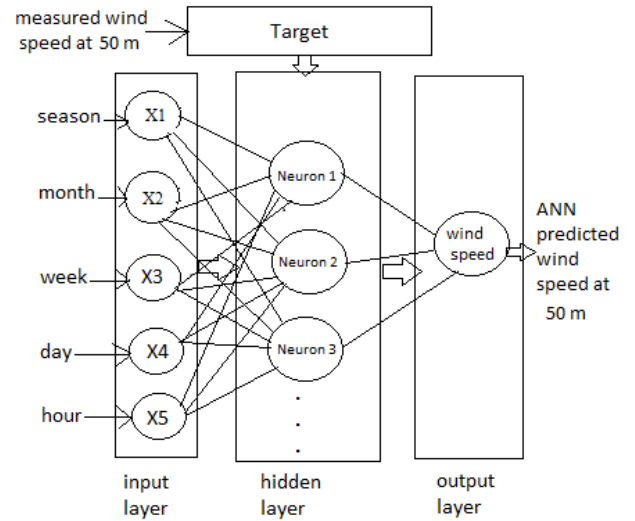 measured wind
speed at 50 m
Target
season
X1
month
X2
week
X3
day
X4
hour
X5
Neuron 1
Neuron 2
Neuron 3
.
.
.
wind
speed
ANN
predicted
wind
speed at
50 m
input
layer
hidden
layer
output
layer